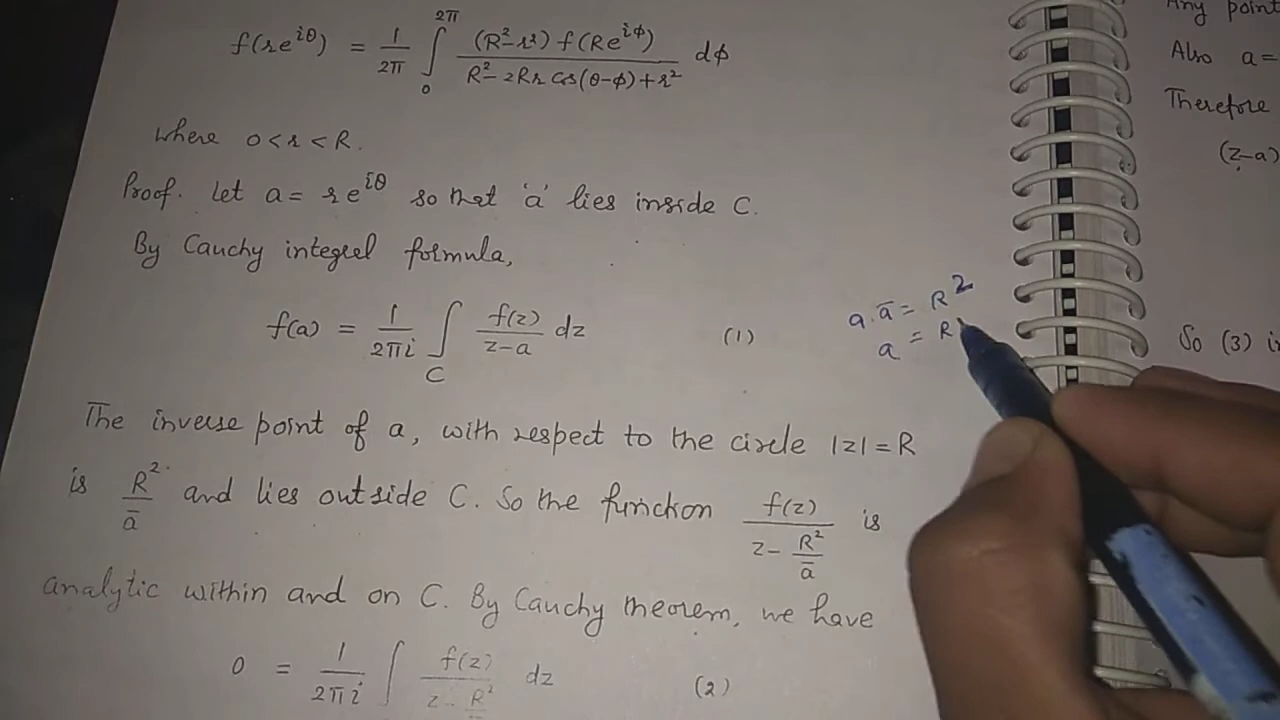 f(re^{iθ}) = 1/2π ∫_0^{2π} (R²-r²) f(Re^{iφ}) / R²-2Rr Cos(θ-φ)+r² dφ
where 0<r<R.
Proof. Let a = re^{iθ} so that 'a' lies inside C.
By Cauchy integral formula,
f(a) = 1/2πi ∫_C f(z)/z-a dz (1)
a.ā = R²
a = R
The inverse point of a, with respect to the circle |z|=R
is R²/ā and lies outside C. So the function f(z)/z-R²/ā is
analytic within and on C. By Cauchy theorem, we have
0 = 1/2πi ∫ f(z)/z-R² dz (2)
Any point
Also a=
Therefore
(z-a)
So (3)